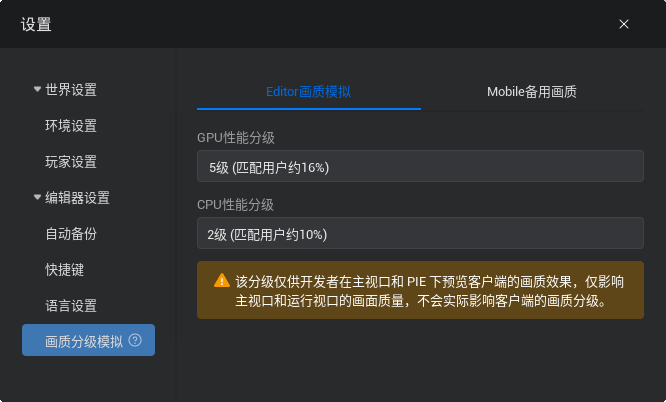 设置
世界设置
环境设置
玩家设置
编辑器设置
自动备份
快捷键
语言设置
画质分级模拟
Editor画质模拟
Mobile备用画质
GPU性能分级
5级 (匹配用户约16%)
CPU性能分级
2级 (匹配用户约10%)
该分级仅供开发者在主视口和 PIE 下预览客户端的画质效果，仅影响
主视口和运行视口的画面质量，不会实际影响客户端的画质分级。